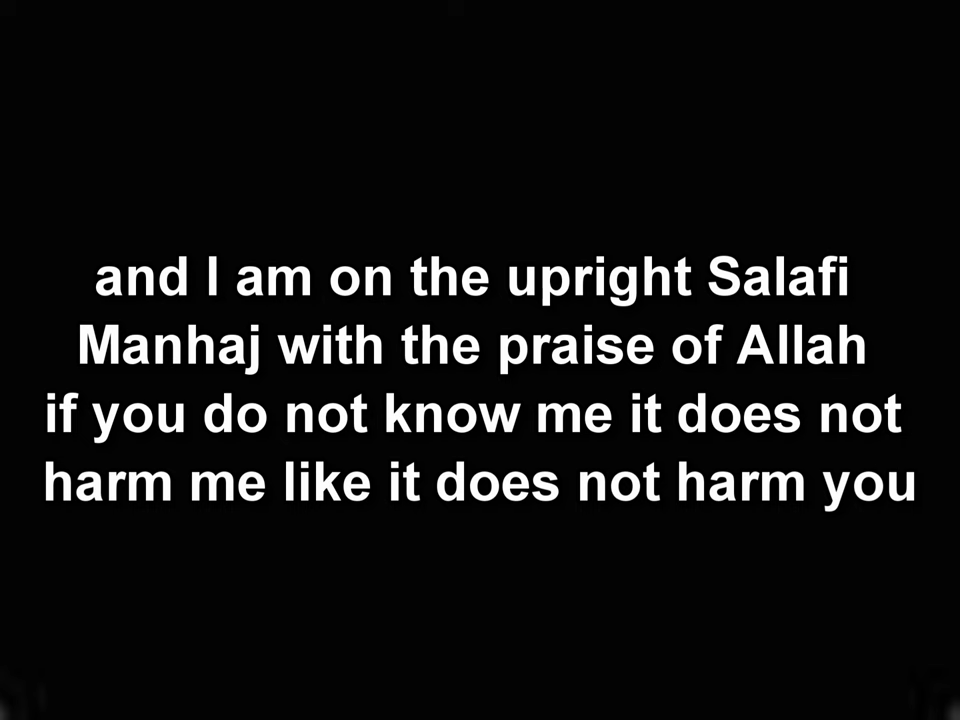 and I am on the upright Salafi
Manhaj with the praise of Allah
if you do not know me it does not
harm me like it does not harm you